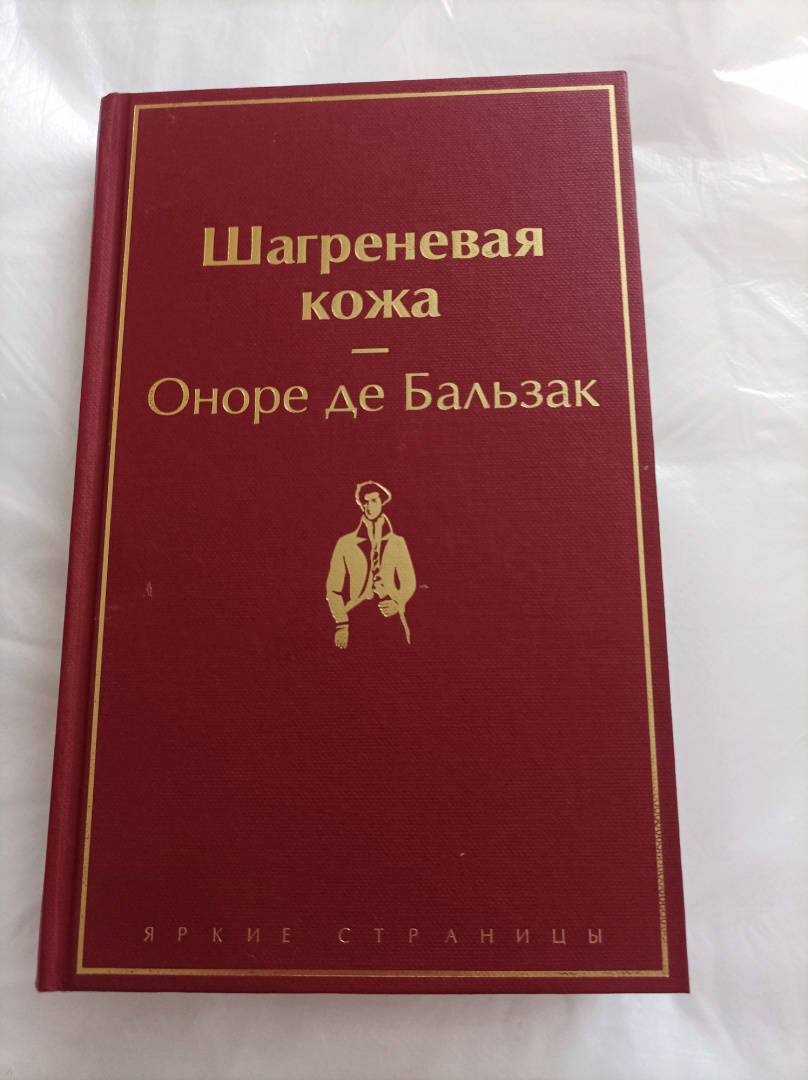 Шагреневая
кожа
—
Оноре де Бальзак
ЯРКИЕ СТРАНИЦЫ